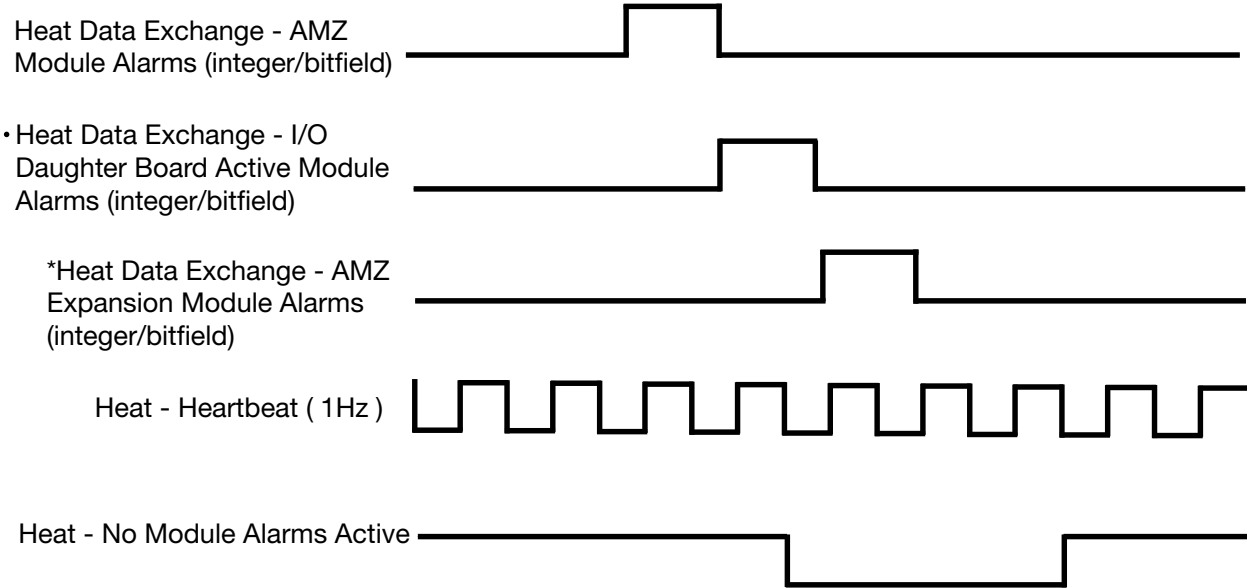 Heat Data Exchange - AMZ
Module Alarms (integer/bitfield)
·Heat Data Exchange - I/O
Daughter Board Active Module
Alarms (integer/bitfield)
*Heat Data Exchange - AMZ
Expansion Module Alarms
(integer/bitfield)
Heat - Heartbeat ( 1Hz )
Heat - No Module Alarms Active